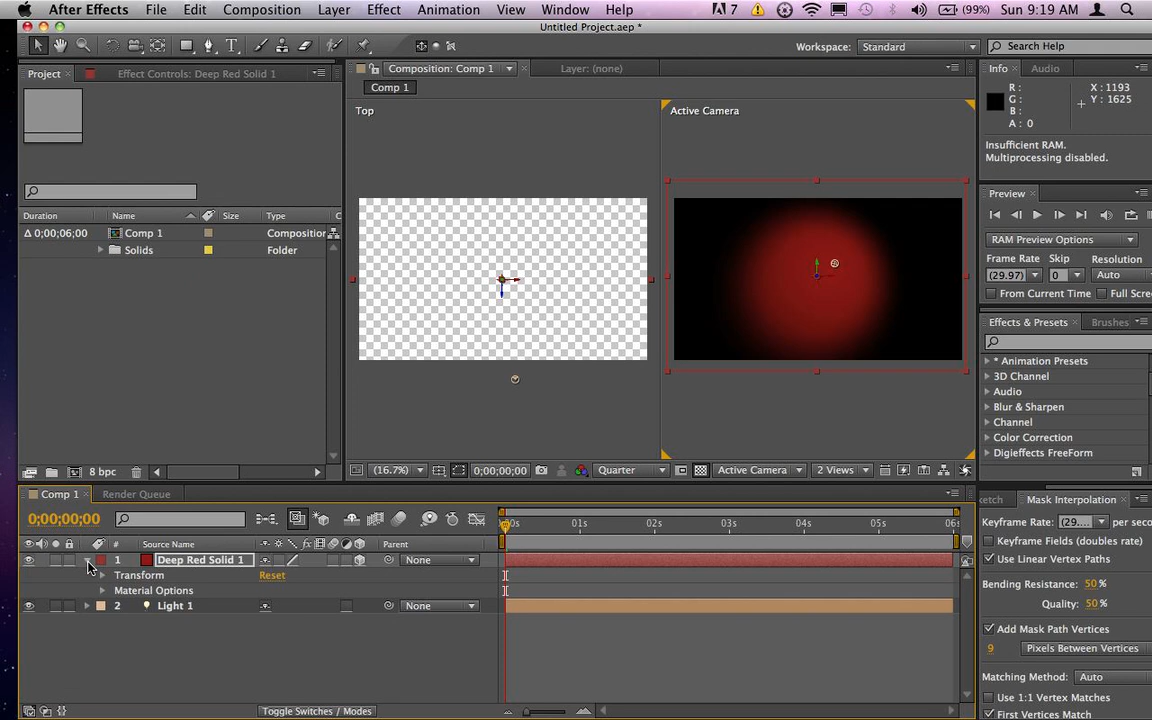 After Effects File Edit Composition Layer Effect Animation View Window Help 7 (99%) Sun 9:19 AM
Untitled Project.aep *
Workspace: Standard Search Help
Project Effect Controls: Deep Red Solid 1 Composition: Comp 1 Layer: (none) Info Audio
Comp 1
R :
G :
B :
A : 0
X : 1193
Y : 1625
Top Active Camera
Insufficient RAM.
Multiprocessing disabled.
Preview
Duration Name Size Type C
Δ 0;00;06;00 Comp 1 Composition
Solids Folder
RAM Preview Options
Frame Rate Skip Resolution
(29.97) 0 Auto
From Current Time Full Scre
Effects & Presets Brushes
* Animation Presets
3D Channel
Audio
Blur & Sharpen
Channel
Color Correction
Digieffects FreeForm
8 bpc (16.7%) 0;00;00;00 Quarter Active Camera 2 Views
Comp 1 Render Queue
0;00;00;00 00s 01s 02s 03s 04s 05s 06s
# Source Name Parent
1 Deep Red Solid 1 None
Transform Reset
Material Options
2 Light 1 None
Toggle Switches / Modes
ketch Mask Interpolation
Keyframe Rate: (29.... per seco
Keyframe Fields (doubles rate)
Use Linear Vertex Paths
Bending Resistance: 50 %
Quality: 50 %
Add Mask Path Vertices
9 Pixels Between Vertices
Matching Method: Auto
Use 1:1 Vertex Matches
First Vertices Match